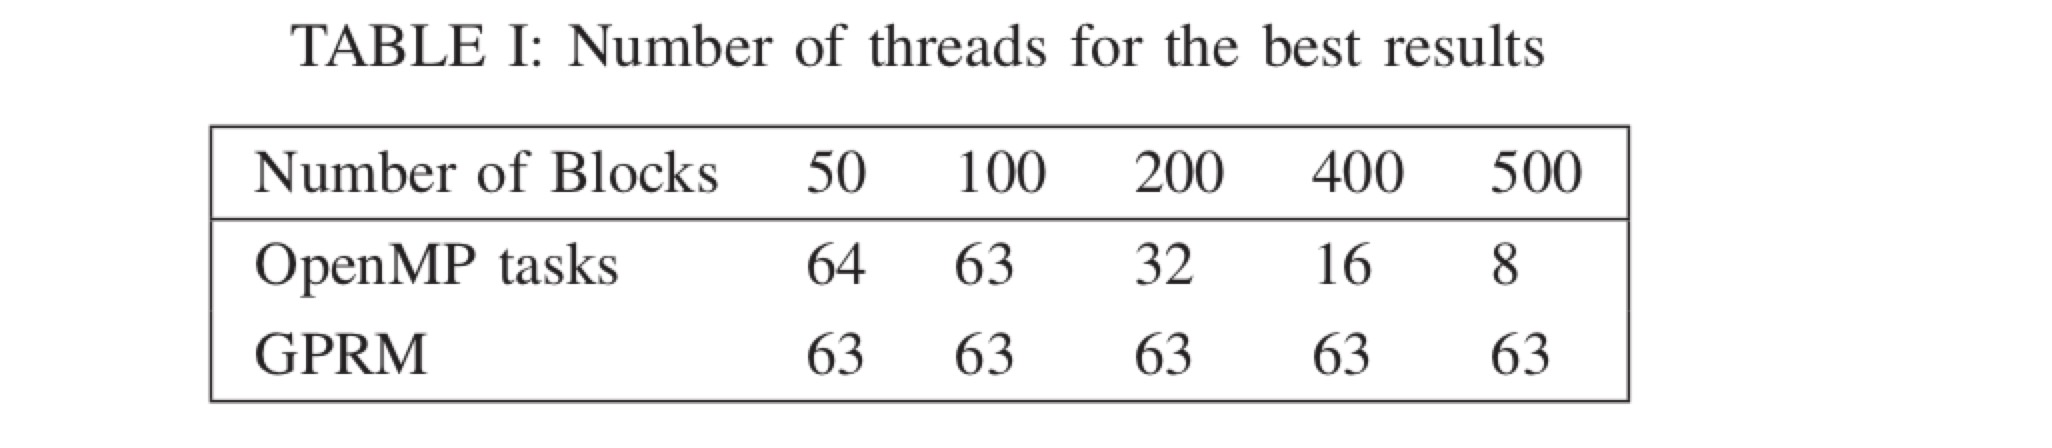 TABLE I: Number of threads for the best results
Number of Blocks 50 100 200 400 500
OpenMP tasks 64 63 32 16 8
GPRM 63 63 63 63 63